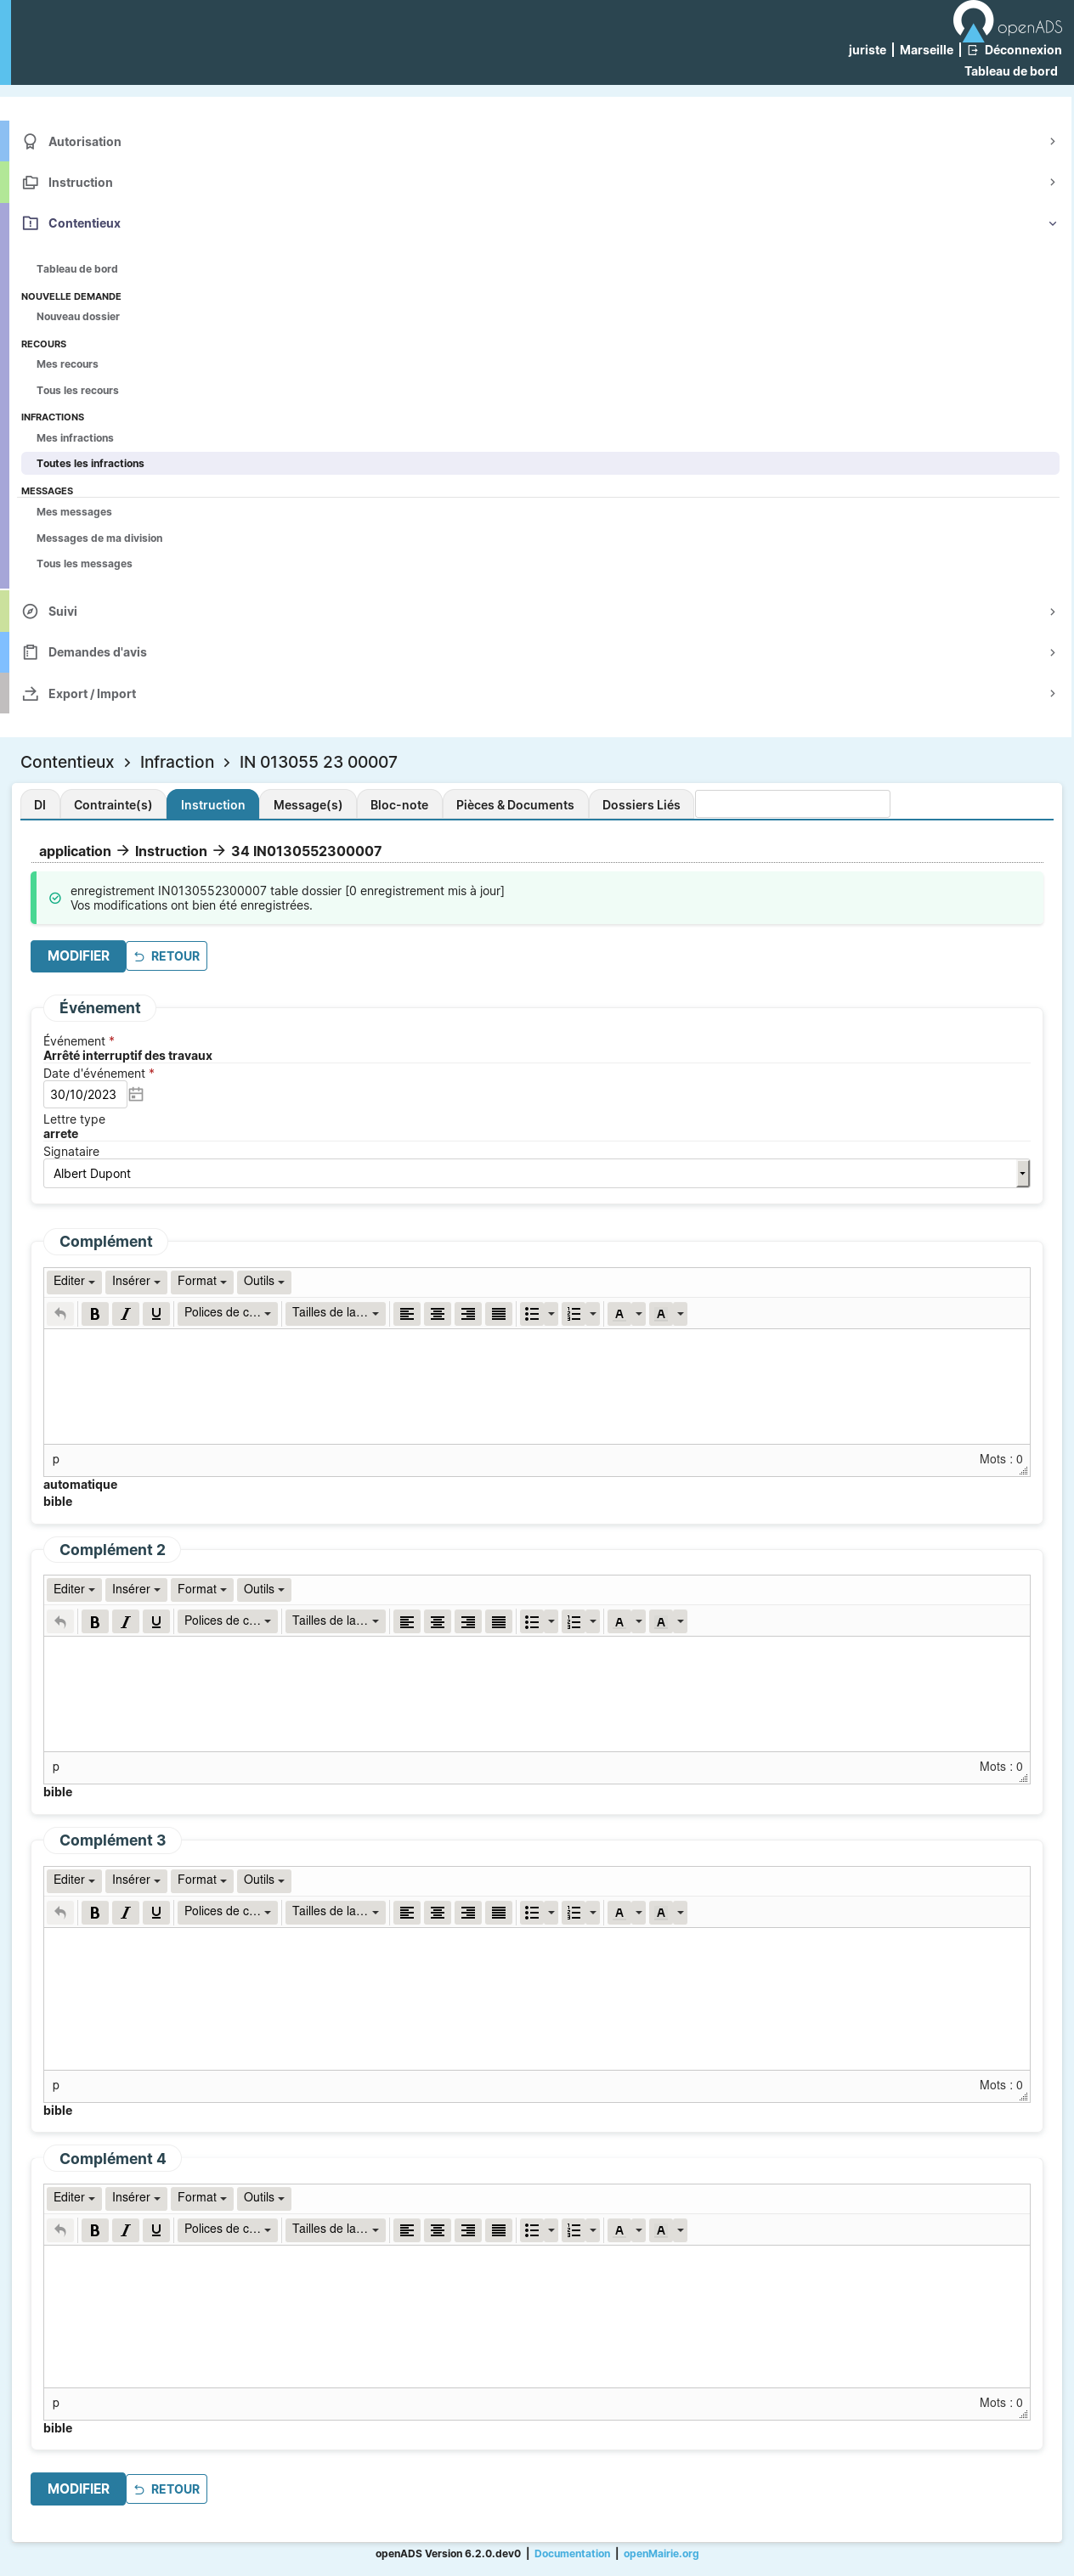 openADS
juriste | Marseille | Déconnexion
Tableau de bord
Autorisation
Instruction
Contentieux
Tableau de bord
NOUVELLE DEMANDE
Nouveau dossier
RECOURS
Mes recours
Tous les recours
INFRACTIONS
Mes infractions
Toutes les infractions
MESSAGES
Mes messages
Messages de ma division
Tous les messages
Suivi
Demandes d'avis
Export / Import
Contentieux > Infraction > IN 013055 23 00007
DI Contrainte(s) Instruction Message(s) Bloc-note Pièces & Documents Dossiers Liés
application → Instruction → 34 IN0130552300007
enregistrement IN0130552300007 table dossier [0 enregistrement mis à jour]
Vos modifications ont bien été enregistrées.
MODIFIER RETOUR
Événement
Événement *
Arrêté interruptif des travaux
Date d'événement *
30/10/2023
Lettre type
arrete
Signataire
Albert Dupont
Complément
Editer Insérer Format Outils
B I U Polices de c... Tailles de la... A A
p Mots : 0
automatique
bible
Complément 2
Editer Insérer Format Outils
B I U Polices de c... Tailles de la... A A
p Mots : 0
bible
Complément 3
Editer Insérer Format Outils
B I U Polices de c... Tailles de la... A A
p Mots : 0
bible
Complément 4
Editer Insérer Format Outils
B I U Polices de c... Tailles de la... A A
p Mots : 0
bible
MODIFIER RETOUR
openADS Version 6.2.0.dev0 | Documentation | openMairie.org